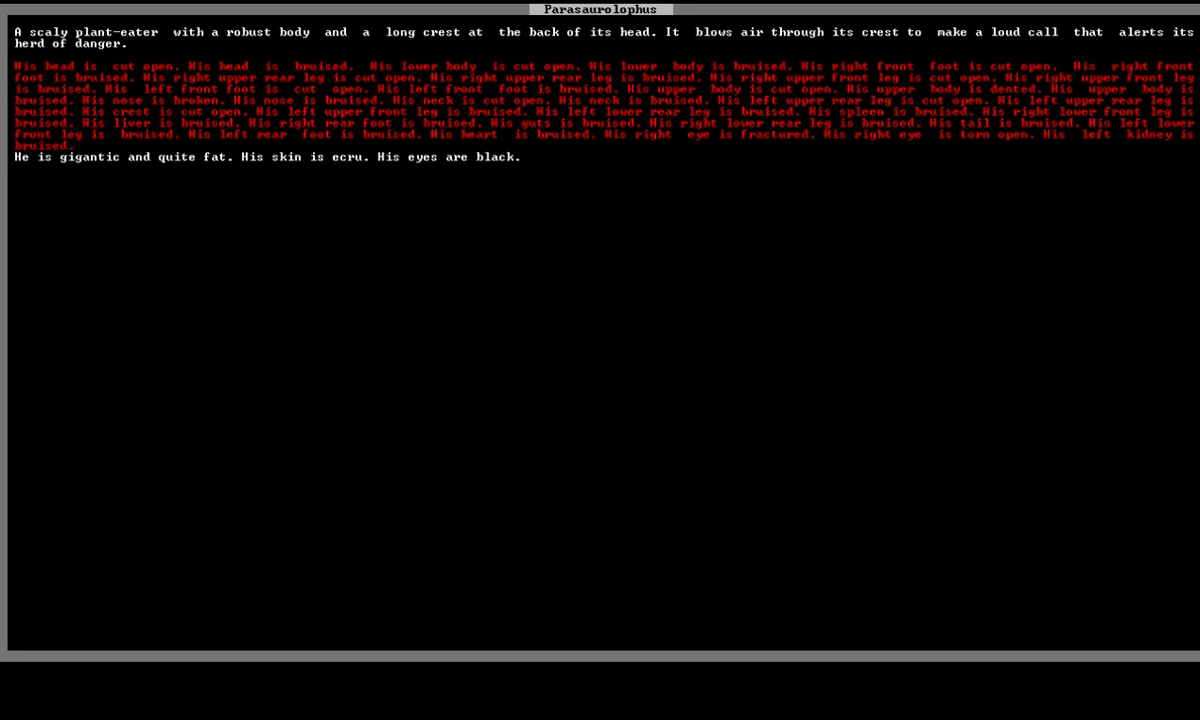 Parasaurolophus
A scaly plant-eater with a robust body and a long crest at the back of its head. It blows air through its crest to make a loud call that alerts its
herd of danger.
His head is cut open. His head is bruised. His lower body is cut open. His lower body is bruised. His right front foot is cut open. His right front
foot is bruised. His right upper rear leg is cut open. His right upper rear leg is bruised. His right upper front leg is cut open. His right upper front leg
is bruised. His left front foot is cut open. His left front foot is bruised. His upper body is cut open. His upper body is dented. His upper body is
bruised. His nose is broken. His nose is bruised. His neck is cut open. His neck is bruised. His left upper rear leg is cut open. His left upper rear leg is
bruised. His crest is cut open. His left upper front leg is bruised. His left lower rear leg is bruised. His spleen is bruised. His right lower front leg is
bruised. His liver is bruised. His right rear foot is bruised. His guts is bruised. His right lower rear leg is bruised. His tail is bruised. His left lower
front leg is bruised. His left rear foot is bruised. His heart is bruised. His right eye is fractured. His right eye is torn open. His left kidney is
bruised.
He is gigantic and quite fat. His skin is ecru. His eyes are black.